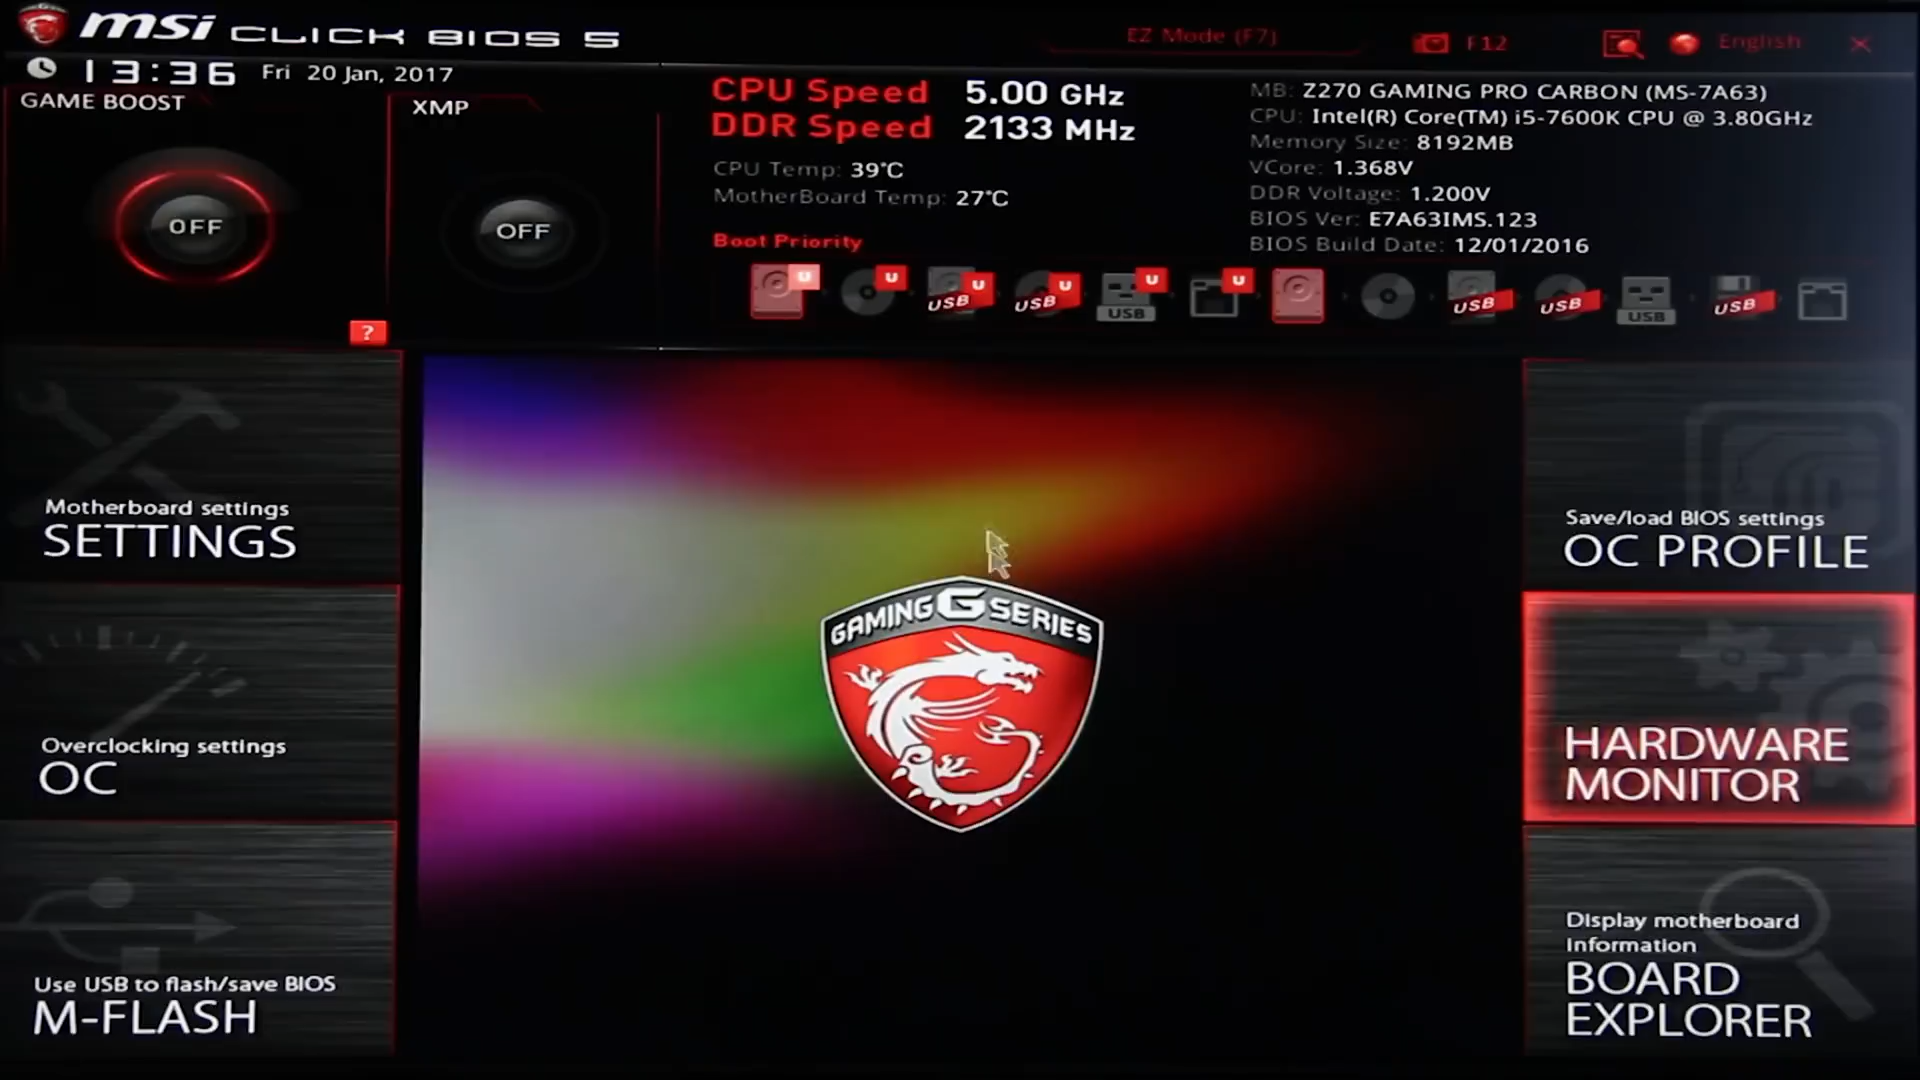 msi CLICK BIOS 5
EZ Mode (F7)
F12
English
13:36 Fri 20 Jan, 2017
GAME BOOST
OFF
XMP
OFF
?
CPU Speed 5.00 GHz
DDR Speed 2133 MHz
CPU Temp: 39°C
MotherBoard Temp: 27°C
MB: Z270 GAMING PRO CARBON (MS-7A63)
CPU: Intel(R) Core(TM) i5-7600K CPU @ 3.80GHz
Memory Size: 8192MB
VCore: 1.368V
DDR Voltage: 1.200V
BIOS Ver: E7A63IMS.123
BIOS Build Date: 12/01/2016
Boot Priority
U U U USB U USB U USB U USB USB USB USB
Motherboard settings
SETTINGS
Overclocking settings
OC
Use USB to flash/save BIOS
M-FLASH
GAMING G SERIES
Save/load BIOS settings
OC PROFILE
HARDWARE
MONITOR
Display motherboard
Information
BOARD
EXPLORER